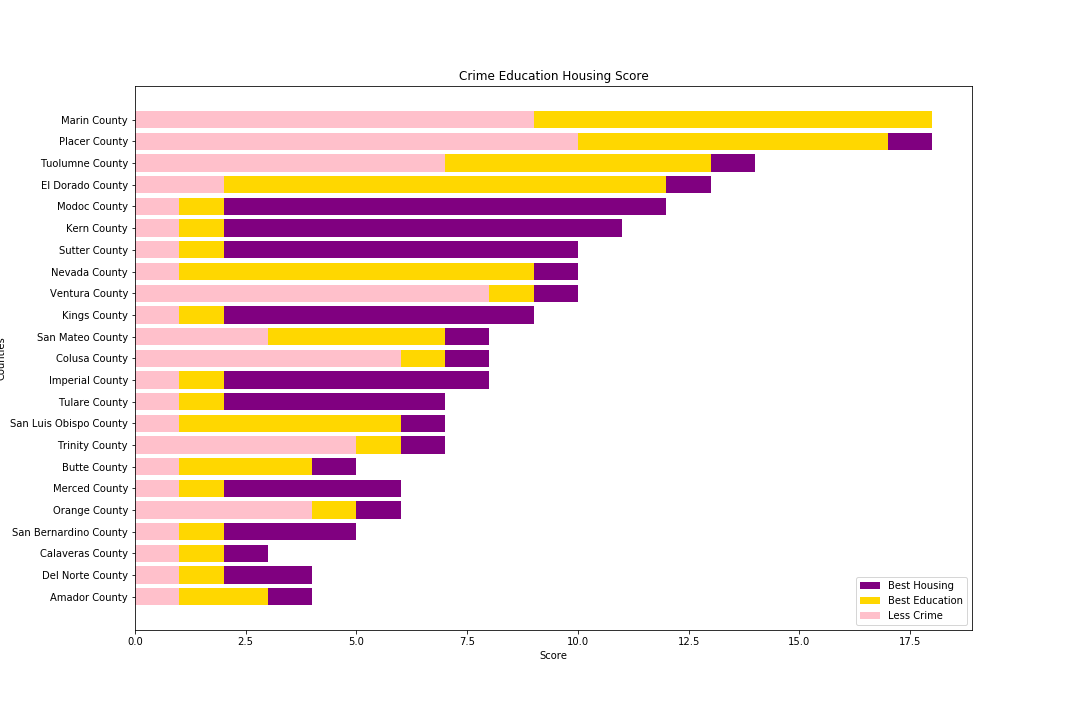 Crime Education Housing Score
Marin County
Placer County
Tuolumne County
El Dorado County
Modoc County
Kern County
Sutter County
Nevada County
Ventura County
Kings County
San Mateo County
Colusa County
Imperial County
Tulare County
San Luis Obispo County
Trinity County
Butte County
Merced County
Orange County
San Bernardino County
Calaveras County
Del Norte County
Amador County
Counties
Best Housing
Best Education
Less Crime
0.0 2.5 5.0 7.5 10.0 12.5 15.0 17.5
Score